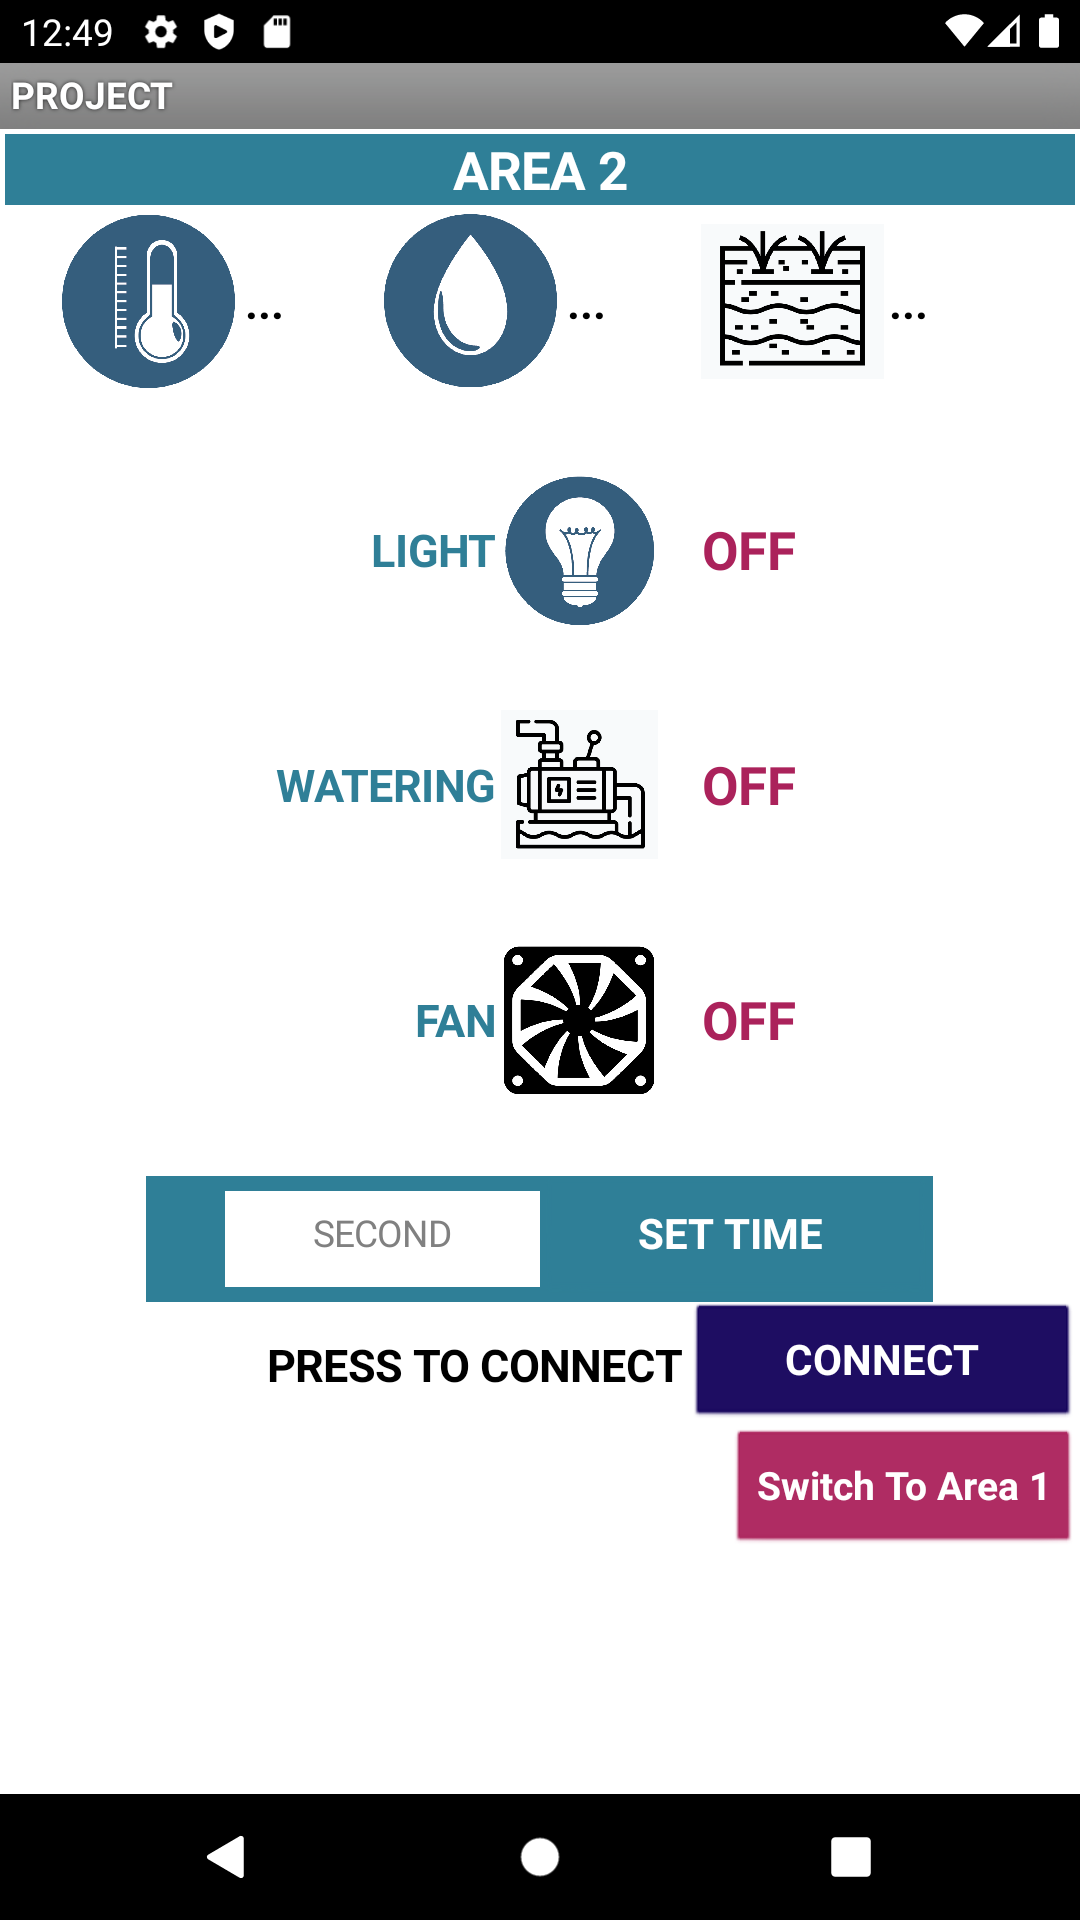 12:49
PROJECT
AREA 2
... ... ...
LIGHT OFF
WATERING OFF
FAN OFF
SECOND SET TIME
PRESS TO CONNECT CONNECT
Switch To Area 1